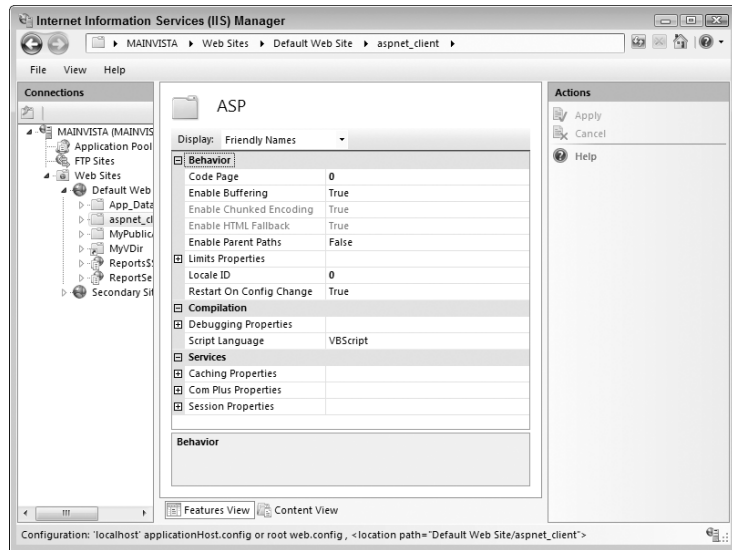 Internet Information Services (IIS) Manager
MAINVISTA Web Sites Default Web Site aspnet_client
File View Help
Connections
MAINVISTA (MAINVIS
Application Pool
FTP Sites
Web Sites
Default Web
App_Data
aspnet_cl
MyPublic
MyVDir
Reports$
ReportSe
Secondary Sit
ASP
Display: Friendly Names
Behavior
Code Page 0
Enable Buffering True
Enable Chunked Encoding True
Enable HTML Fallback True
Enable Parent Paths False
Limits Properties
Locale ID 0
Restart On Config Change True
Compilation
Debugging Properties
Script Language VBScript
Services
Caching Properties
Com Plus Properties
Session Properties
Behavior
Features View Content View
Actions
Apply
Cancel
Help
Configuration: 'localhost' applicationHost.config or root web.config , <location path="Default Web Site/aspnet_client">